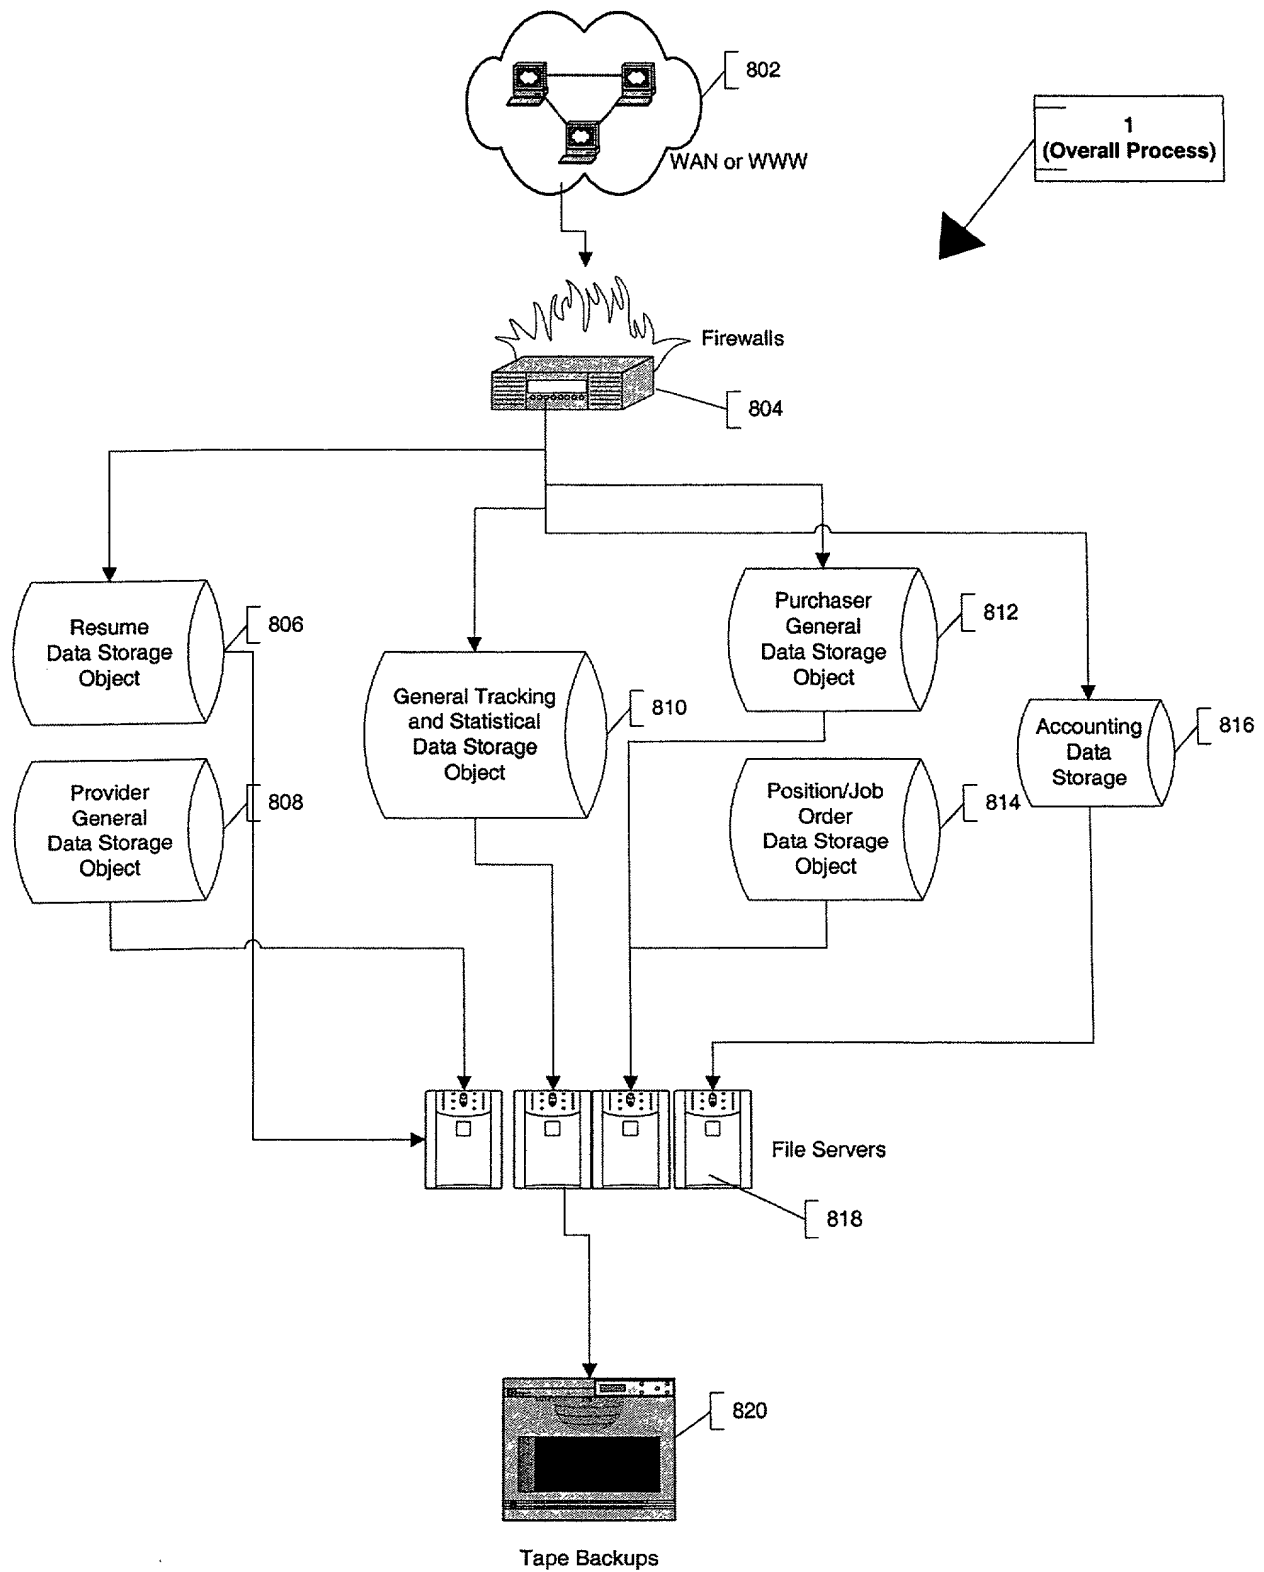 802
WAN or WWW
1
(Overall Process)
Firewalls
804
Resume
Data Storage
Object
806
Provider
General
Data Storage
Object
808
General Tracking
and Statistical
Data Storage
Object
810
Purchaser
General
Data Storage
Object
812
Position/Job
Order
Data Storage
Object
814
Accounting
Data
Storage
816
File Servers
818
820
Tape Backups